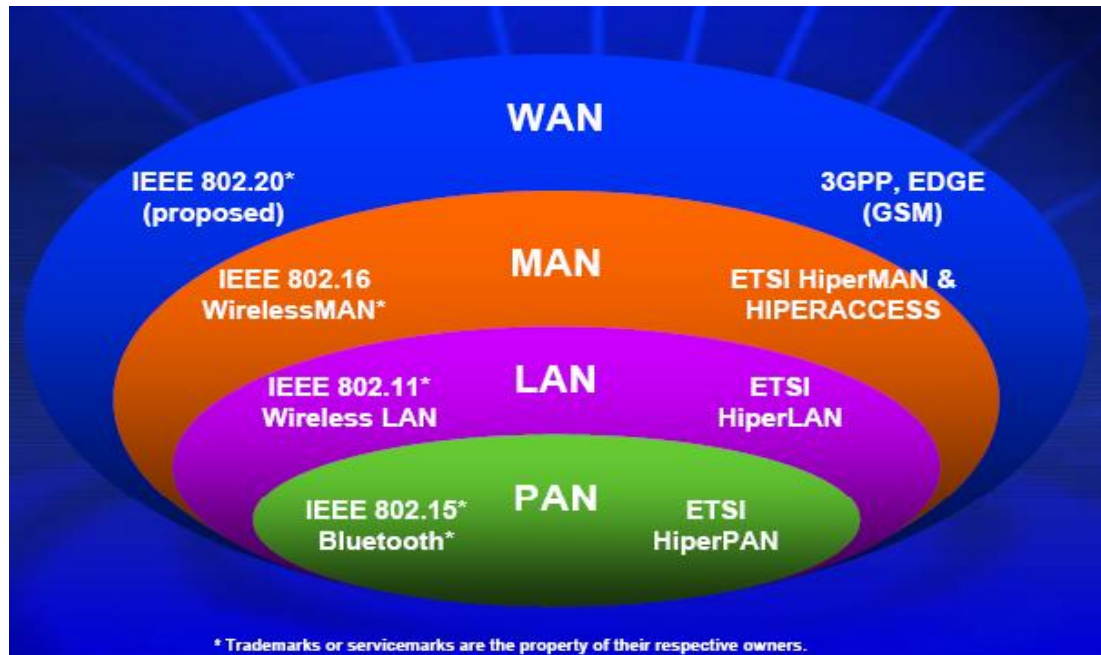 WAN
IEEE 802.20*
(proposed)
3GPP, EDGE
(GSM)
MAN
IEEE 802.16
WirelessMAN*
ETSI HiperMAN &
HIPERACCESS
LAN
IEEE 802.11*
Wireless LAN
ETSI
HiperLAN
PAN
IEEE 802.15*
Bluetooth*
ETSI
HiperPAN
* Trademarks or servicemarks are the property of their respective owners.